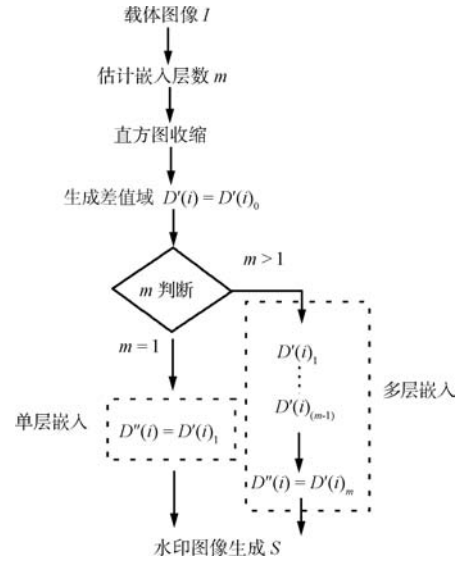 载体图像 I
估计嵌入层数 m
直方图收缩
生成差值域 D′(i) = D′(i)₀
m > 1
m 判断
m = 1
D′(i)₁
⋮
多层嵌入
D′(i)₍ₘ₋₁₎
单层嵌入
D″(i) = D′(i)₁
D″(i) = D′(i)ₘ
水印图像生成 S